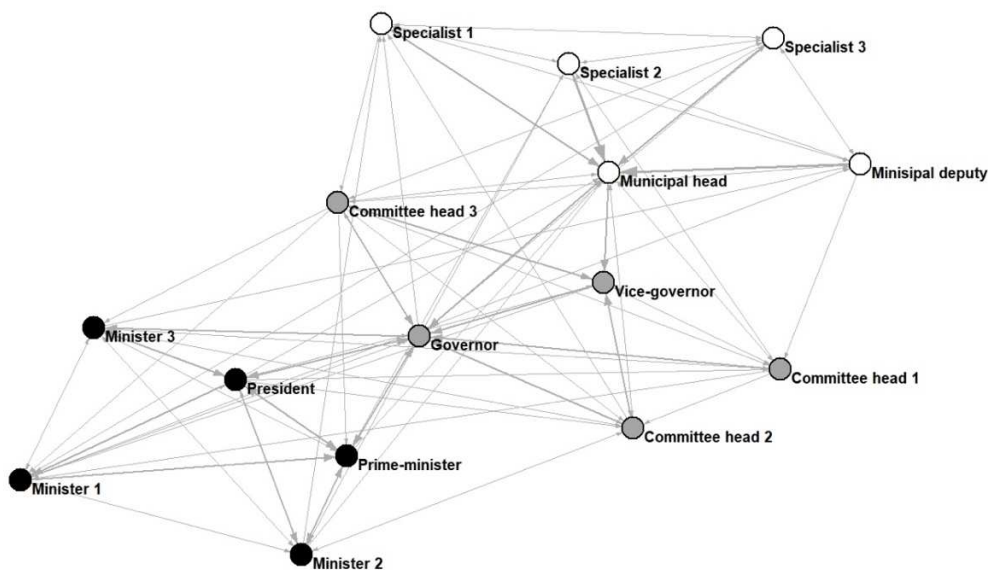 Specialist 1
Specialist 3
Specialist 2
Minisipal deputy
Municipal head
Committee head 3
Vice-governor
Minister 3
Governor
Committee head 1
President
Committee head 2
Prime-minister
Minister 1
Minister 2